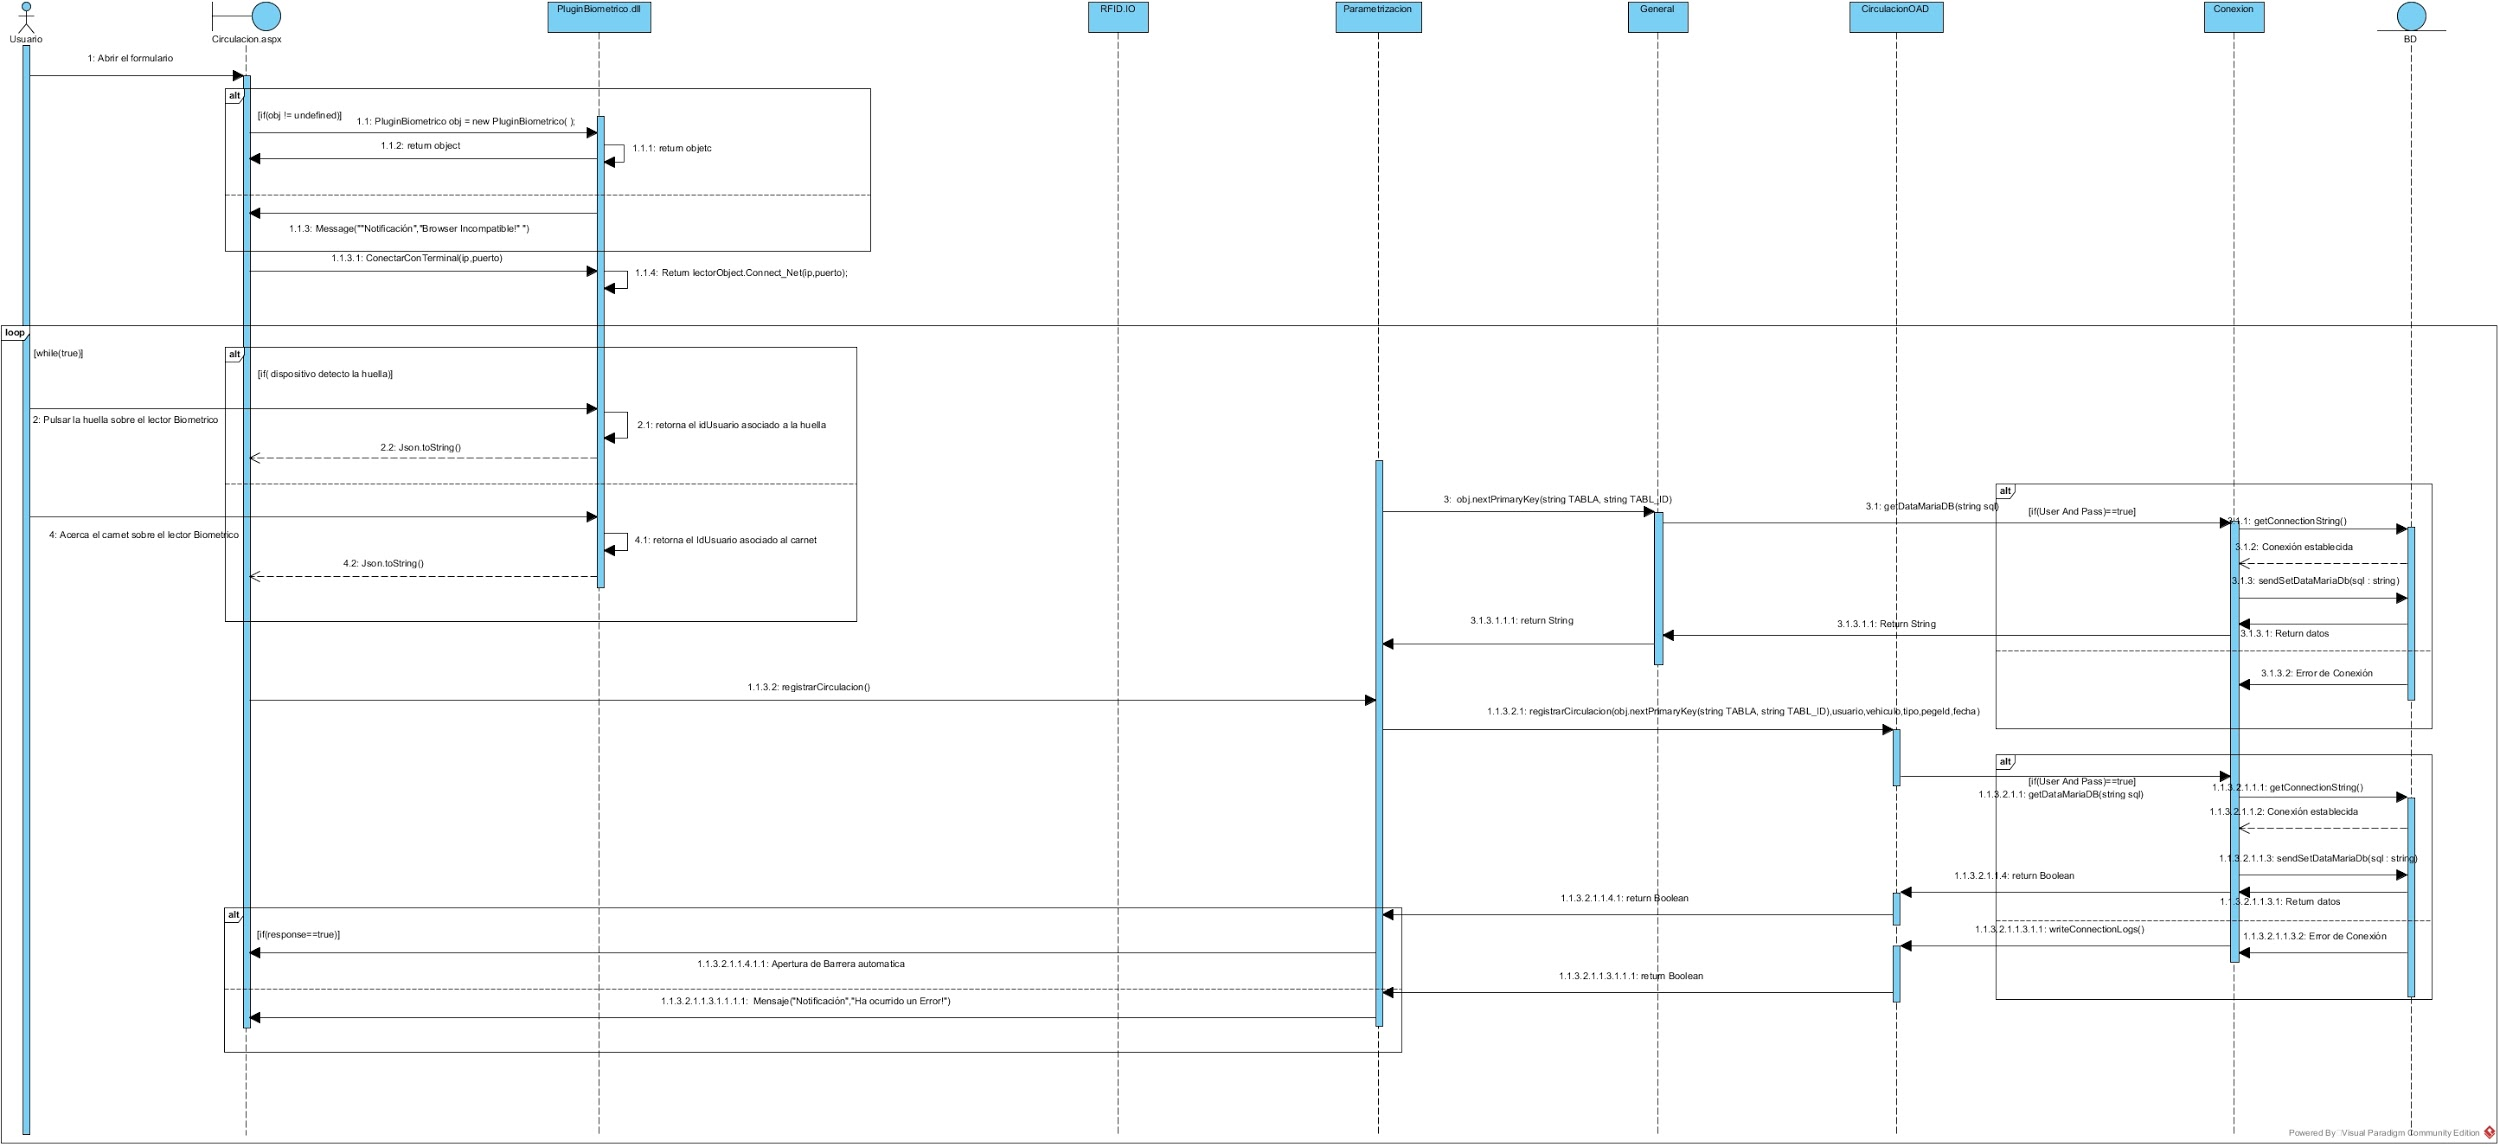 Usuario
Circulacion.aspx
PluginBiometrico.dll
RFID.IO
Parametrizacion
General
CirculacionOAD
Conexion
BD
1: Abrir el formulario
alt
[if(obj != undefined)]
1.1: PluginBiometrico obj = new PluginBiometrico( );
1.1.2: return object
1.1.1: return objetc
1.1.3: Message(""Notificación","Browser Incompatible!" ")
1.1.3.1: ConectarConTerminal(ip,puerto)
1.1.4: Return lectorObject.Connect_Net(ip,puerto);
loop
[while(true)]
alt
[if( dispositivo detecto la huella)]
2: Pulsar la huella sobre el lector Biometrico
2.1: retorna el idUsuario asociado a la huella
2.2: Json.toString()
4: Acerca el carnet sobre el lector Biometrico
4.1: retorna el IdUsuario asociado al carnet
4.2: Json.toString()
3: obj.nextPrimaryKey(string TABLA, string TABL_ID)
3.1: getDataMariaDB(string sql)
alt
[if(User And Pass)==true]
3.1.1: getConnectionString()
3.1.2: Conexión establecida
3.1.3: sendSetDataMariaDb(sql : string)
3.1.3.1.1.1: return String
3.1.3.1.1: Return String
3.1.3.1: Return datos
3.1.3.2: Error de Conexión
1.1.3.2: registrarCirculacion()
1.1.3.2.1: registrarCirculacion(obj.nextPrimaryKey(string TABLA, string TABL_ID),usuario,vehiculo,tipo,pegeId,fecha)
alt
[if(User And Pass)==true]
1.1.3.2.1.1: getDataMariaDB(string sql)
1.1.3.2.1.1.1: getConnectionString()
1.1.3.2.1.1.2: Conexión establecida
1.1.3.2.1.1.3: sendSetDataMariaDb(sql : string)
1.1.3.2.1.1.4: return Boolean
1.1.3.2.1.1.4.1: return Boolean
1.1.3.2.1.1.3.1: Return datos
alt
[if(response==true)]
1.1.3.2.1.1.3.1.1: writeConnectionLogs()
1.1.3.2.1.1.3.2: Error de Conexión
1.1.3.2.1.1.4.1.1: Apertura de Barrera automatica
1.1.3.2.1.1.3.1.1.1: return Boolean
1.1.3.2.1.1.3.1.1.1.1: Mensaje("Notificación","Ha ocurrido un Error!")
Powered By Visual Paradigm Community Edition